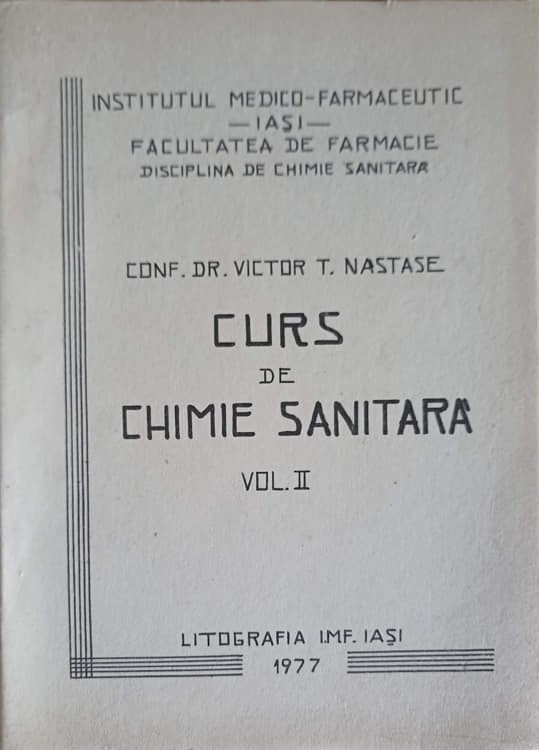 INSTITUTUL MEDICO-FARMACEUTIC
—IAŞI—
FACULTATEA DE FARMACIE
DISCIPLINA DE CHIMIE SANITARĂ
CONF. DR. VICTOR T. NASTASE
CURS
DE
CHIMIE SANITARĂ
VOL. II
LITOGRAFIA I.M.F. IAŞI
1977